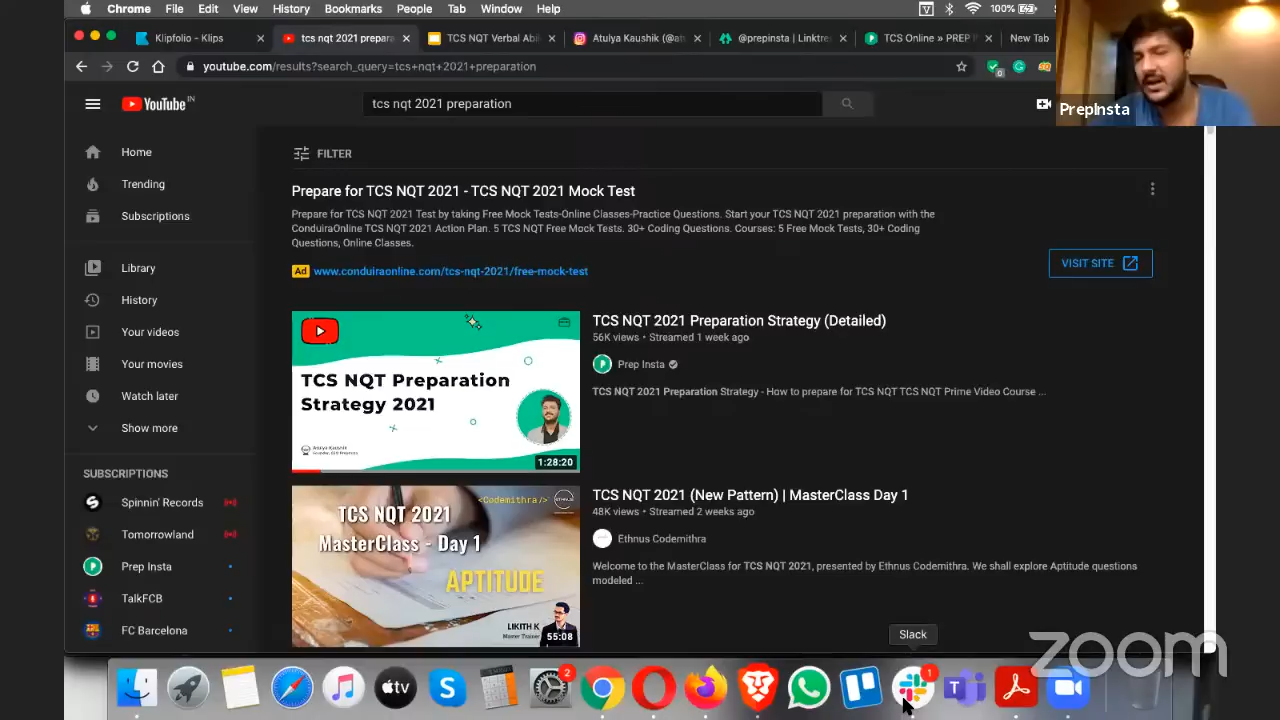 Chrome File Edit View History Bookmarks People Tab Window Help 100%
Klipfolio - Klips
tcs nqt 2021 prepara
TCS NQT Verbal Abi
Atulya Kaushik (@at
@prepinsta | Linktre
TCS Online » PREP
New Tab
youtube.com/results?search_query=tcs+nqt+2021+preparation
PrepInsta
YouTube IN
tcs nqt 2021 preparation
Home
Trending
Subscriptions
Library
History
Your videos
Your movies
Watch later
Show more
SUBSCRIPTIONS
Spinnin' Records
Tomorrowland
Prep Insta
TalkFCB
FC Barcelona
FILTER
Prepare for TCS NQT 2021 - TCS NQT 2021 Mock Test
Prepare for TCS NQT 2021 Test by taking Free Mock Tests-Online Classes-Practice Questions. Start your TCS NQT 2021 preparation with the
ConduiraOnline TCS NQT 2021 Action Plan. 5 TCS NQT Free Mock Tests. 30+ Coding Questions. Courses: 5 Free Mock Tests, 30+ Coding
Questions, Online Classes.
Ad www.conduiraonline.com/tcs-nqt-2021/free-mock-test
VISIT SITE
TCS NQT Preparation
Strategy 2021
Atulya Kaushik
1:28:20
TCS NQT 2021 Preparation Strategy (Detailed)
56K views • Streamed 1 week ago
Prep Insta
TCS NQT 2021 Preparation Strategy - How to prepare for TCS NQT TCS NQT Prime Video Course ...
<Codemithra/>
TCS NQT 2021
MasterClass - Day 1
APTITUDE
LIKITH K
Master Trainer
55:08
TCS NQT 2021 (New Pattern) | MasterClass Day 1
48K views • Streamed 2 weeks ago
Ethnus Codemithra
Welcome to the MasterClass for TCS NQT 2021, presented by Ethnus Codemithra. We shall explore Aptitude questions
modeled ...
Slack
zoom
tv
2
1